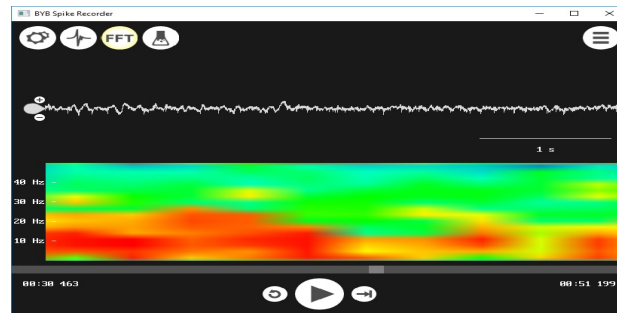 BYB Spike Recorder
FFT
1 s
40 Hz
30 Hz
20 Hz
10 Hz
00:30 463
00:51 199